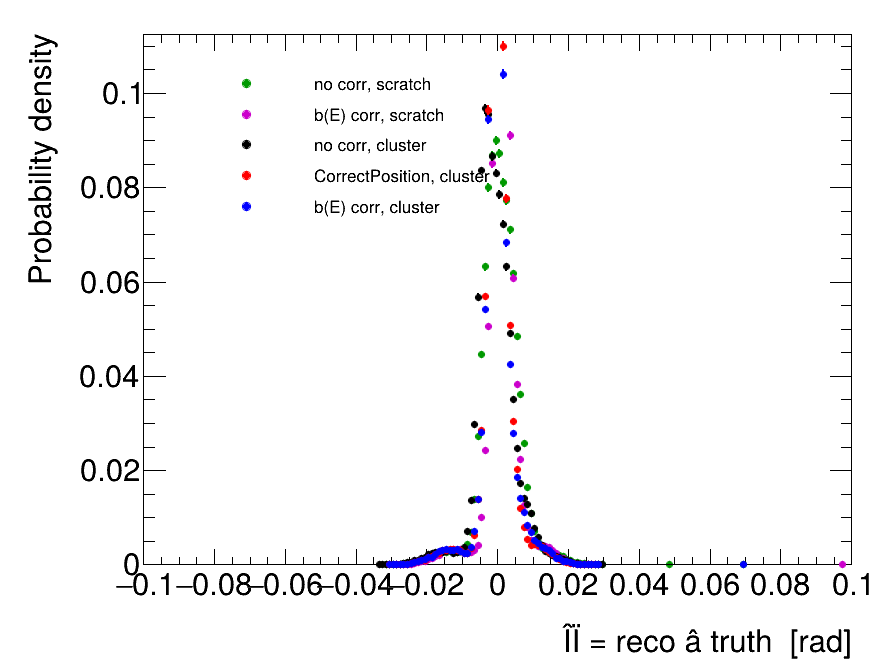 Probability density
0.1
0.08
0.06
0.04
0.02
0
no corr, scratch
b(E) corr, scratch
no corr, cluster
CorrectPosition, cluster
b(E) corr, cluster
−0.1 −0.08 −0.06 −0.04 −0.02 0 0.02 0.04 0.06 0.08 0.1
ÎÏ = reco â truth [rad]